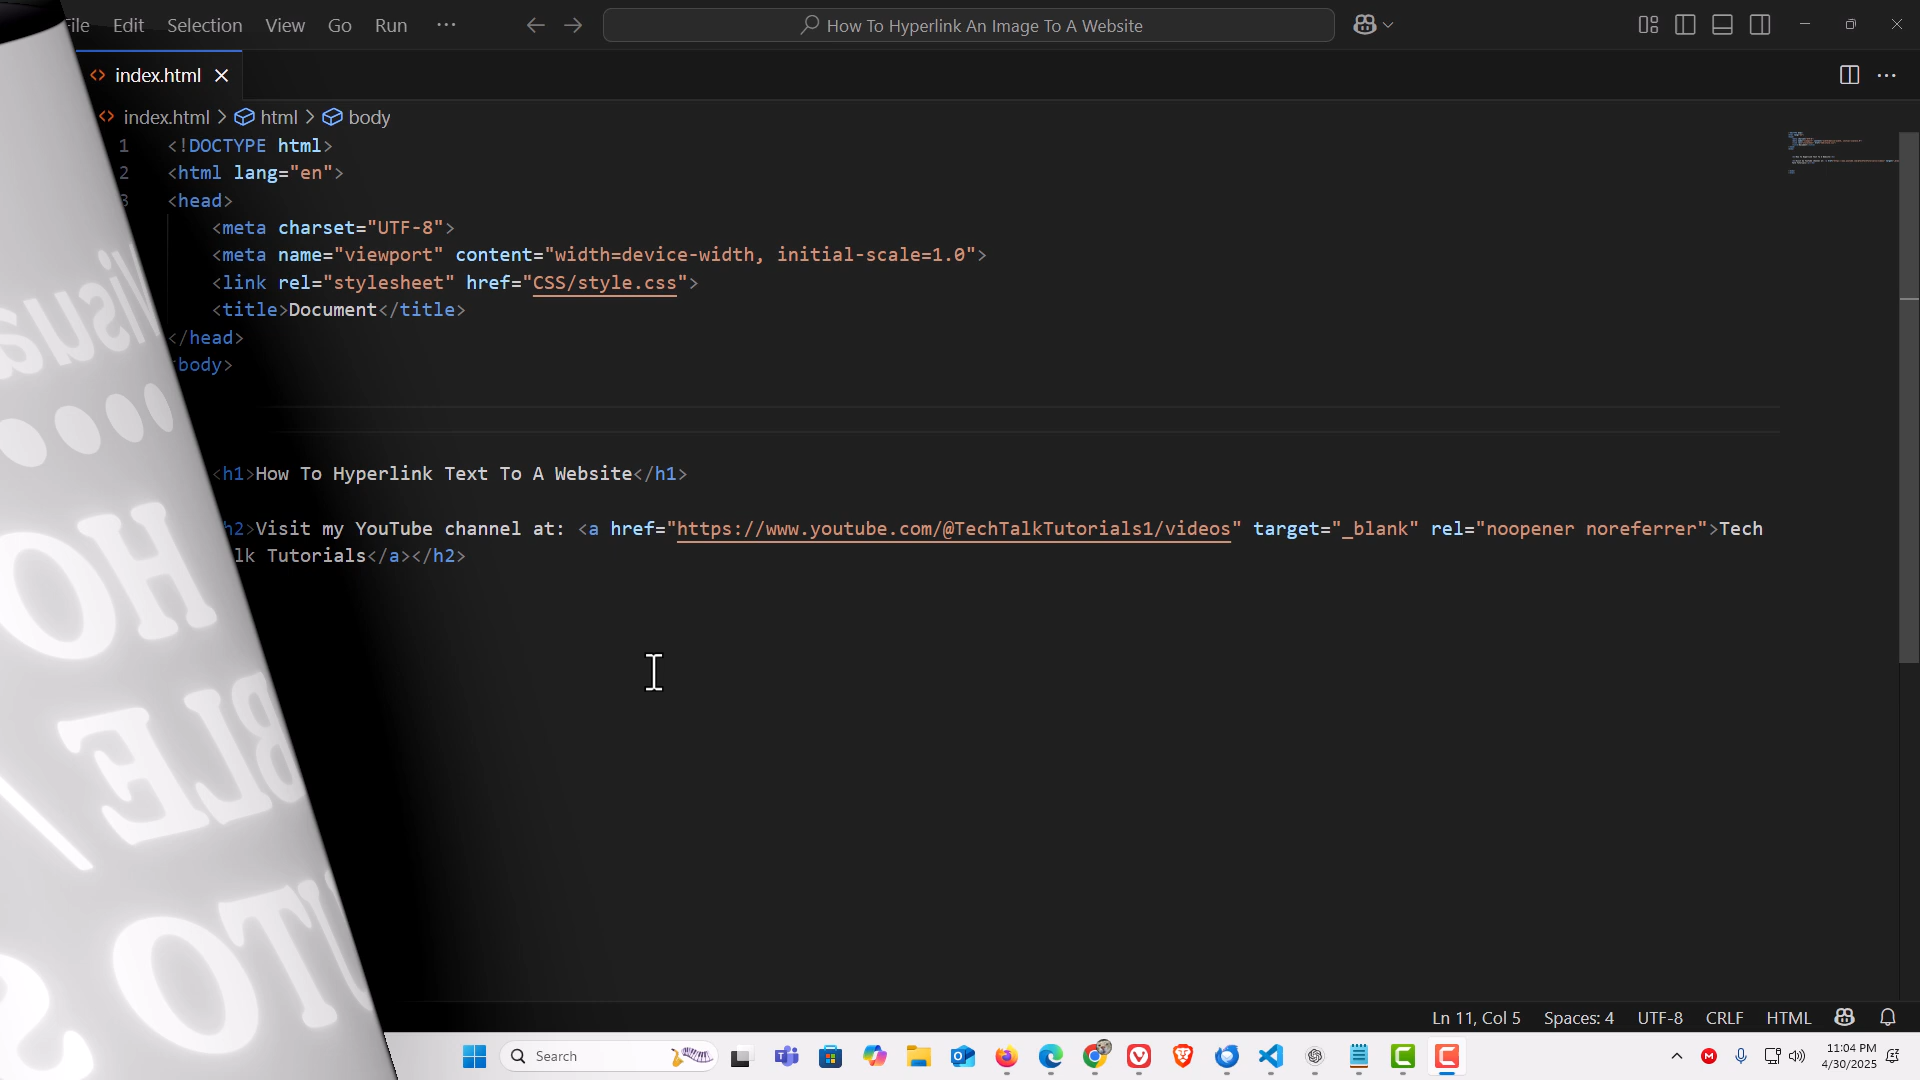 File Edit Selection View Go Run ··· How To Hyperlink An Image To A Website
index.html
index.html > html > body
1 <!DOCTYPE html>
2 <html lang="en">
3 <head>
<meta charset="UTF-8">
<meta name="viewport" content="width=device-width, initial-scale=1.0">
<link rel="stylesheet" href="CSS/style.css">
<title>Document</title>
</head>
body>
<h1>How To Hyperlink Text To A Website</h1>
h2>Visit my YouTube channel at: <a href="https://www.youtube.com/@TechTalkTutorials1/videos" target="_blank" rel="noopener noreferrer">Tech
lk Tutorials</a></h2>
HO
BLE
UTO
Ln 11, Col 5 Spaces: 4 UTF-8 CRLF HTML
Search
11:04 PM
4/30/2025